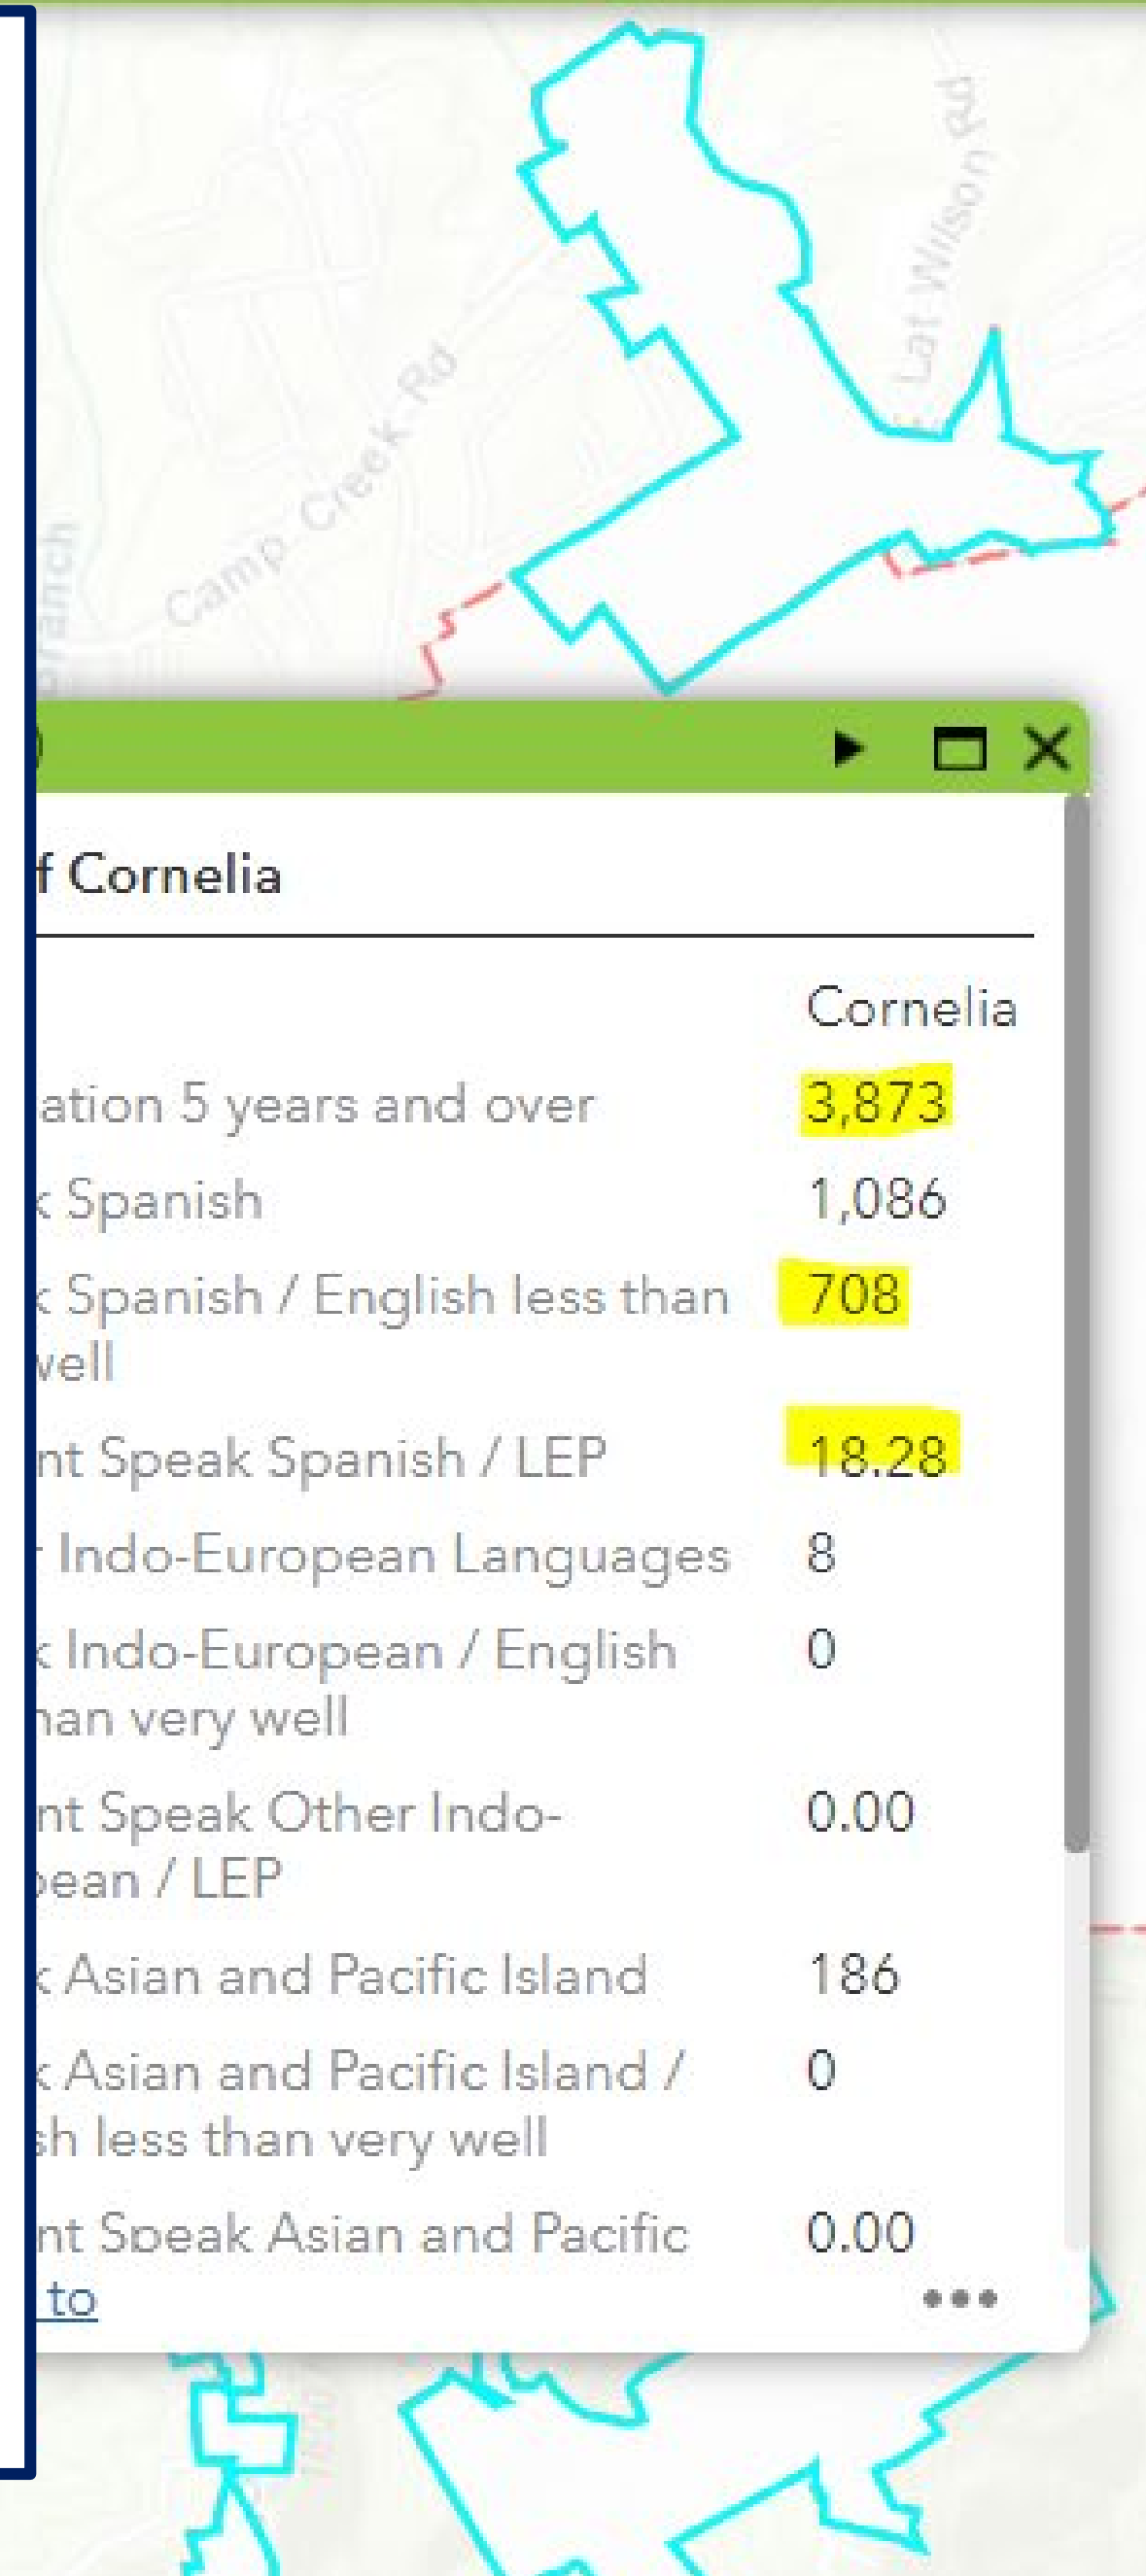 Lat Wilson Rd
Camp Creek Rd
f Cornelia
Cornelia
ation 5 years and over 3,873
Spanish 1,086
Spanish / English less than 708
well
nt Speak Spanish / LEP 18.28
Indo-European Languages 8
Indo-European / English 0
han very well
nt Speak Other Indo- 0.00
pean / LEP
Asian and Pacific Island 186
Asian and Pacific Island / 0
sh less than very well
nt Speak Asian and Pacific 0.00
to